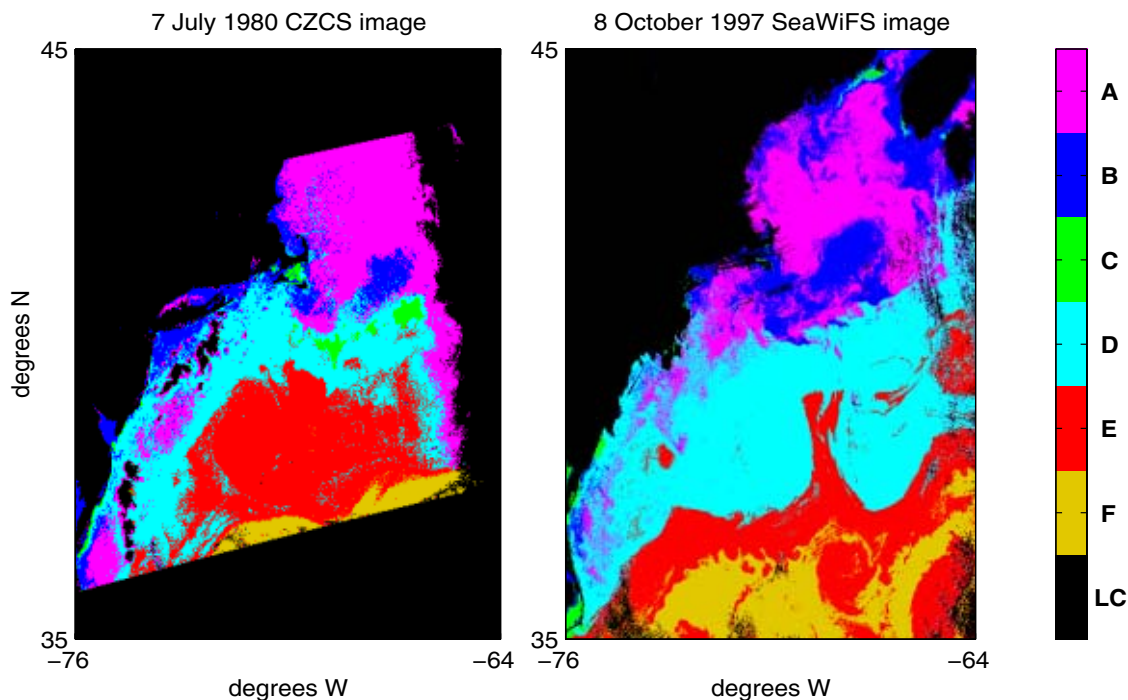 7 July 1980 CZCS image
8 October 1997 SeaWiFS image
45
45
A
B
C
degrees N
D
E
F
LC
35
35
−76
−64
−76
−64
degrees W
degrees W